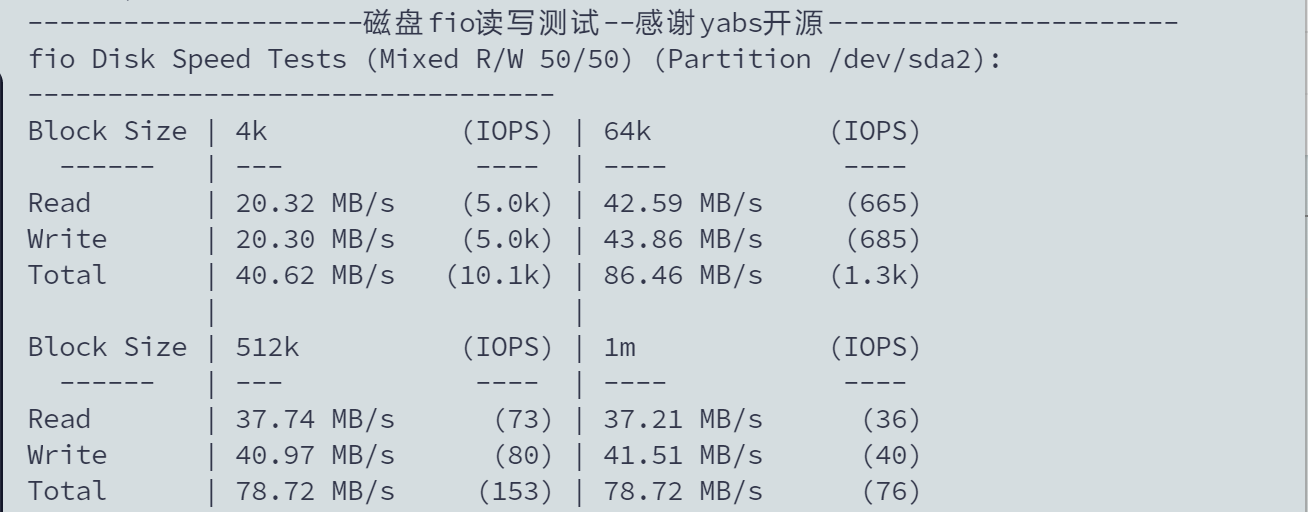 ---------------------磁盘fio读写测试--感谢yabs开源----------------------
fio Disk Speed Tests (Mixed R/W 50/50) (Partition /dev/sda2):
---------------------------------
Block Size | 4k            (IOPS) | 64k           (IOPS)
  ------   | ---            ----  | ----           ----
Read       | 20.32 MB/s    (5.0k) | 42.59 MB/s     (665)
Write      | 20.30 MB/s    (5.0k) | 43.86 MB/s     (685)
Total      | 40.62 MB/s   (10.1k) | 86.46 MB/s    (1.3k)
           |                      |
Block Size | 512k          (IOPS) | 1m            (IOPS)
  ------   | ---            ----  | ----           ----
Read       | 37.74 MB/s      (73) | 37.21 MB/s      (36)
Write      | 40.97 MB/s      (80) | 41.51 MB/s      (40)
Total      | 78.72 MB/s     (153) | 78.72 MB/s      (76)